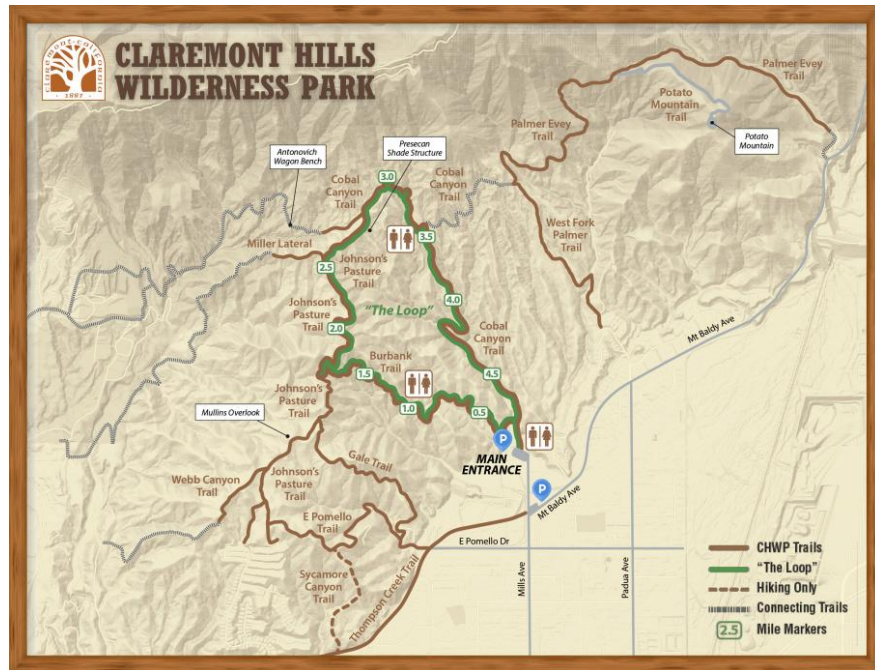 claremont-california
• 1887 •
CLAREMONT HILLS
WILDERNESS PARK
Palmer Evey
Trail
Potato
Mountain
Trail
Potato
Mountain
Palmer Evey
Trail
Presecan
Shade Structure
Antonovich
Wagon Bench
3.0
Cobal
Canyon
Trail
Cobal
Canyon
Trail
West Fork
Palmer
Trail
Miller Lateral
3.5
2.5
Johnson's
Pasture
Trail
4.0
Johnson's
Pasture
Trail
"The Loop"
2.0
Cobal
Canyon
Trail
Mt Baldy Ave
Burbank
Trail
1.5
4.5
Johnson's
Pasture
Trail
1.0
0.5
Mullins Overlook
P
MAIN
ENTRANCE
Gale Trail
Webb Canyon
Trail
Johnson's
Pasture
Trail
P
Mt Baldy Ave
E Pomello
Trail
E Pomello Dr
Sycamore
Canyon
Trail
Thompson Creek Trail
Mills Ave
Padua Ave
CHWP Trails
"The Loop"
Hiking Only
Connecting Trails
2.5 Mile Markers